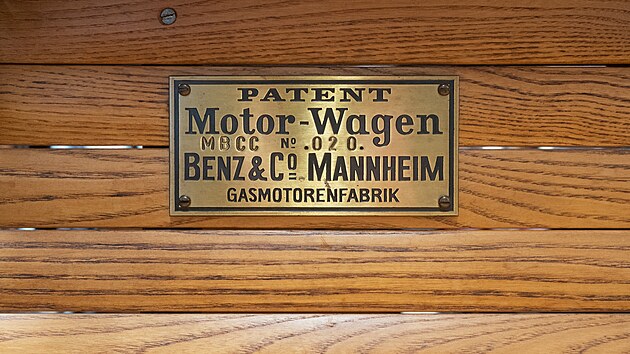 PATENT
Motor-Wagen
MBCC No .020.
BENZ & Co MANNHEIM
GASMOTORENFABRIK